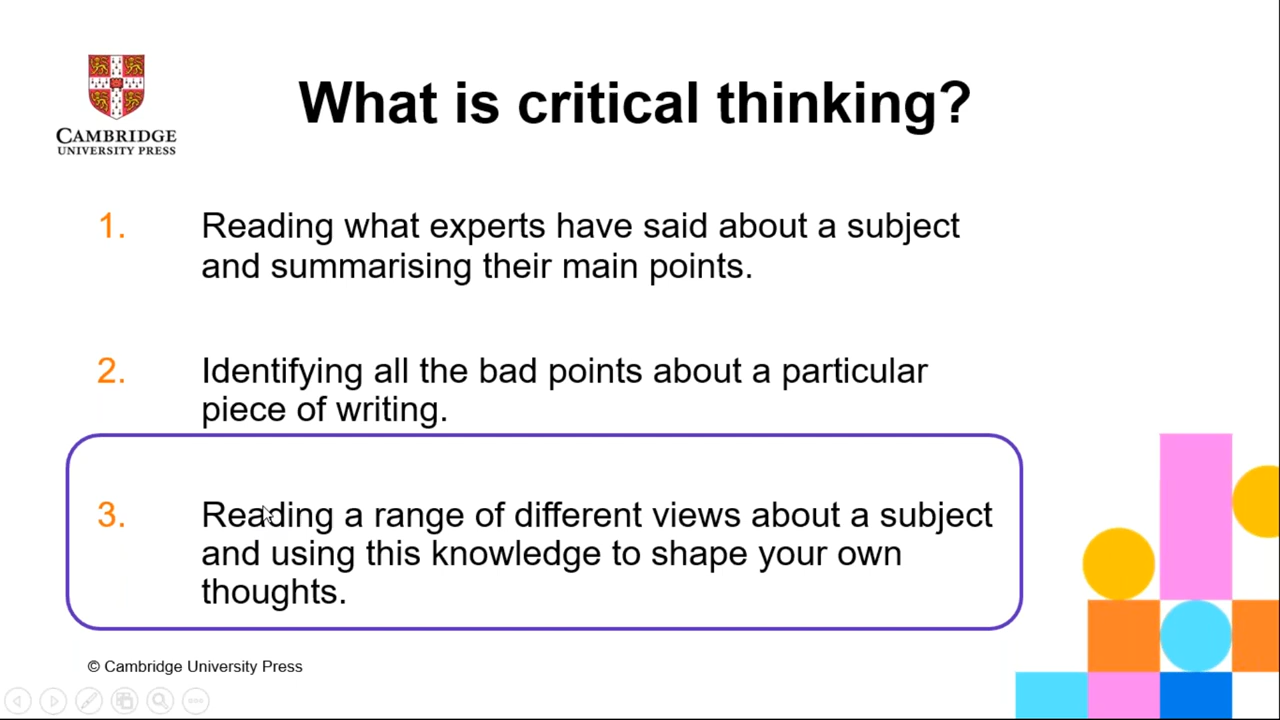 What is critical thinking?
CAMBRIDGE
UNIVERSITY PRESS
1. Reading what experts have said about a subject
and summarising their main points.
2. Identifying all the bad points about a particular
piece of writing.
3. Reading a range of different views about a subject
and using this knowledge to shape your own
thoughts.
© Cambridge University Press